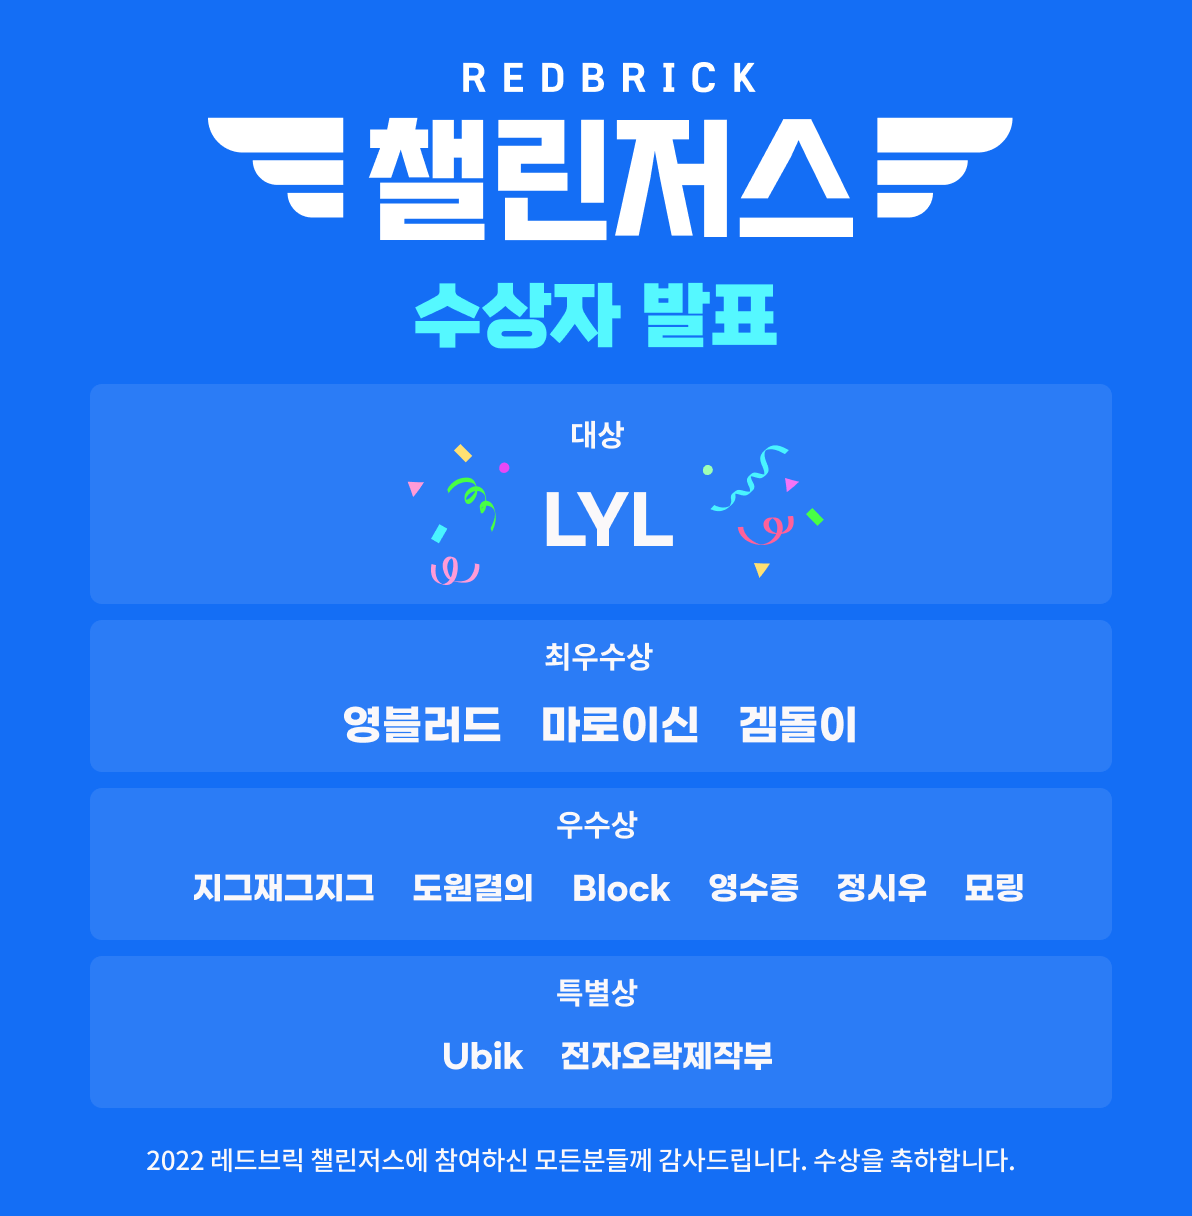 REDBRICK
챌린저스
수상자 발표
대상
LYL
최우수상
영블러드 마로이신 겜돌이
우수상
지그재그지그 도원결의 Block 영수증 정시우 묘링
특별상
Ubik 전자오락제작부
2022 레드브릭 챌린저스에 참여하신 모든분들께 감사드립니다. 수상을 축하합니다.